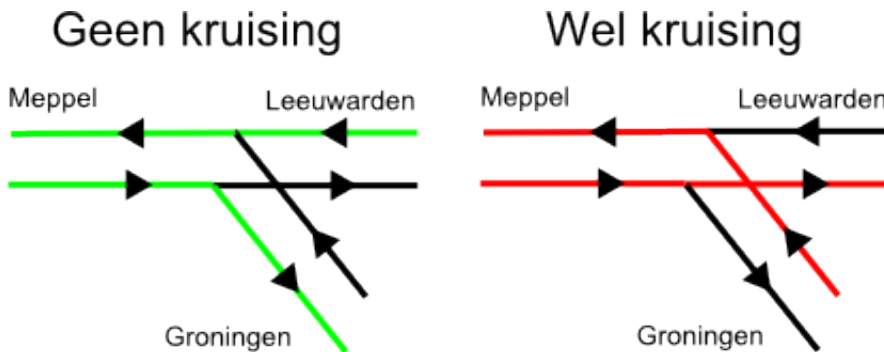 Geen kruising
Meppel
Leeuwarden
Groningen
Wel kruising
Meppel
Leeuwarden
Groningen